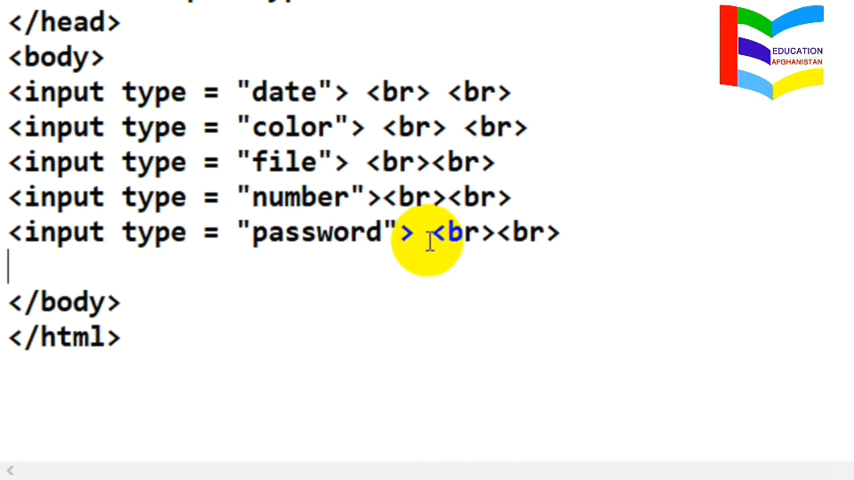 </head>
<body>
<input type = "date"> <br> <br>
<input type = "color"> <br> <br>
<input type = "file"> <br><br>
<input type = "number"><br><br>
<input type = "password"> <br><br>
</body>
</html>
EDUCATION
AFGHANISTAN